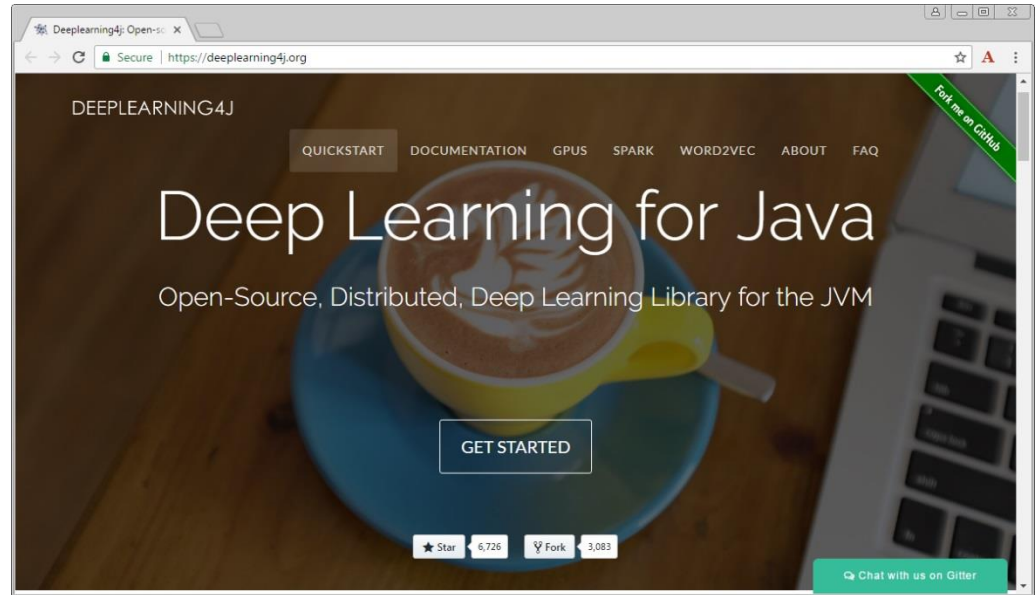 Deeplearning4j: Open-so
Secure | https://deeplearning4j.org
A
Fork me on GitHub
DEEPLEARNING4J
QUICKSTART DOCUMENTATION GPUS SPARK WORD2VEC ABOUT FAQ
Deep Learning for Java
Open-Source, Distributed, Deep Learning Library for the JVM
GET STARTED
Star 6,726 Fork 3,083
Chat with us on Gitter